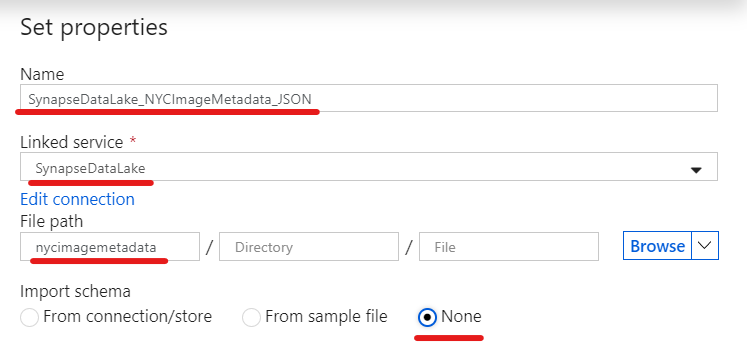 Set properties
Name
SynapseDataLake_NYCImageMetadata_JSON
Linked service *
SynapseDataLake
Edit connection
File path
nycimagemetadata / Directory / File Browse
Import schema
From connection/store From sample file None